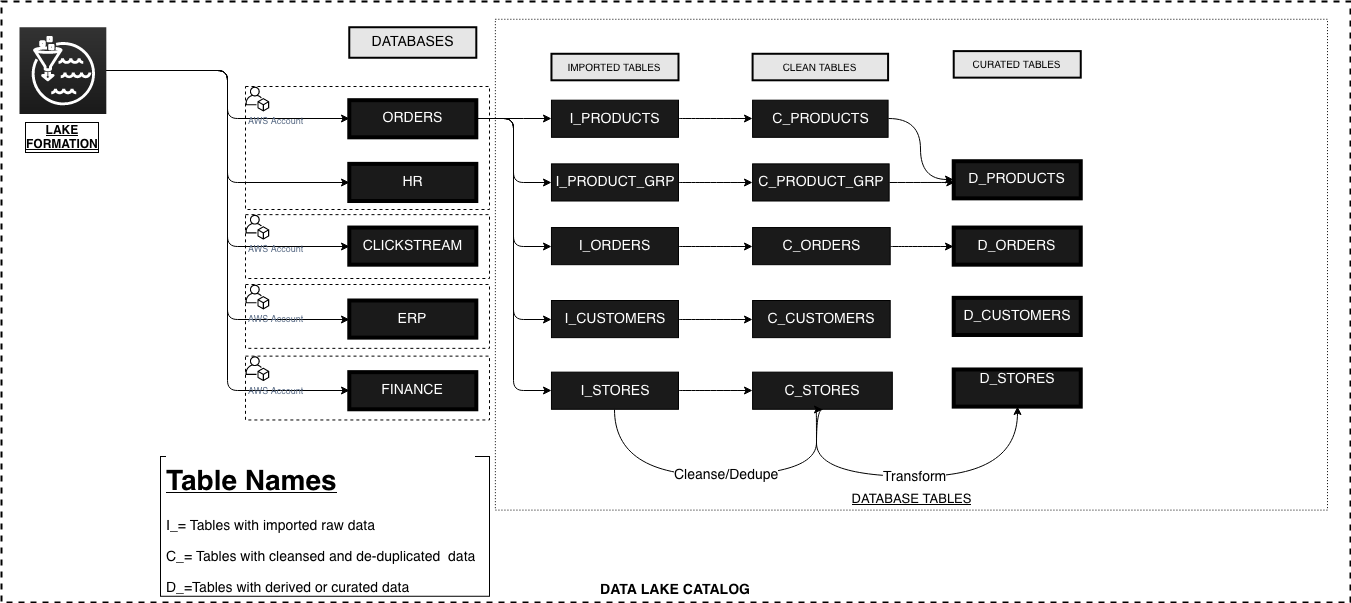 LAKE
FORMATION
DATABASES
AWS Account
ORDERS
HR
AWS Account
CLICKSTREAM
AWS Account
ERP
AWS Account
FINANCE
IMPORTED TABLES
CLEAN TABLES
CURATED TABLES
I_PRODUCTS
C_PRODUCTS
I_PRODUCT_GRP
C_PRODUCT_GRP
D_PRODUCTS
I_ORDERS
C_ORDERS
D_ORDERS
I_CUSTOMERS
C_CUSTOMERS
D_CUSTOMERS
I_STORES
C_STORES
D_STORES
Cleanse/Dedupe
Transform
DATABASE TABLES
Table Names
I_= Tables with imported raw data
C_= Tables with cleansed and de-duplicated  data
D_=Tables with derived or curated data
DATA LAKE CATALOG